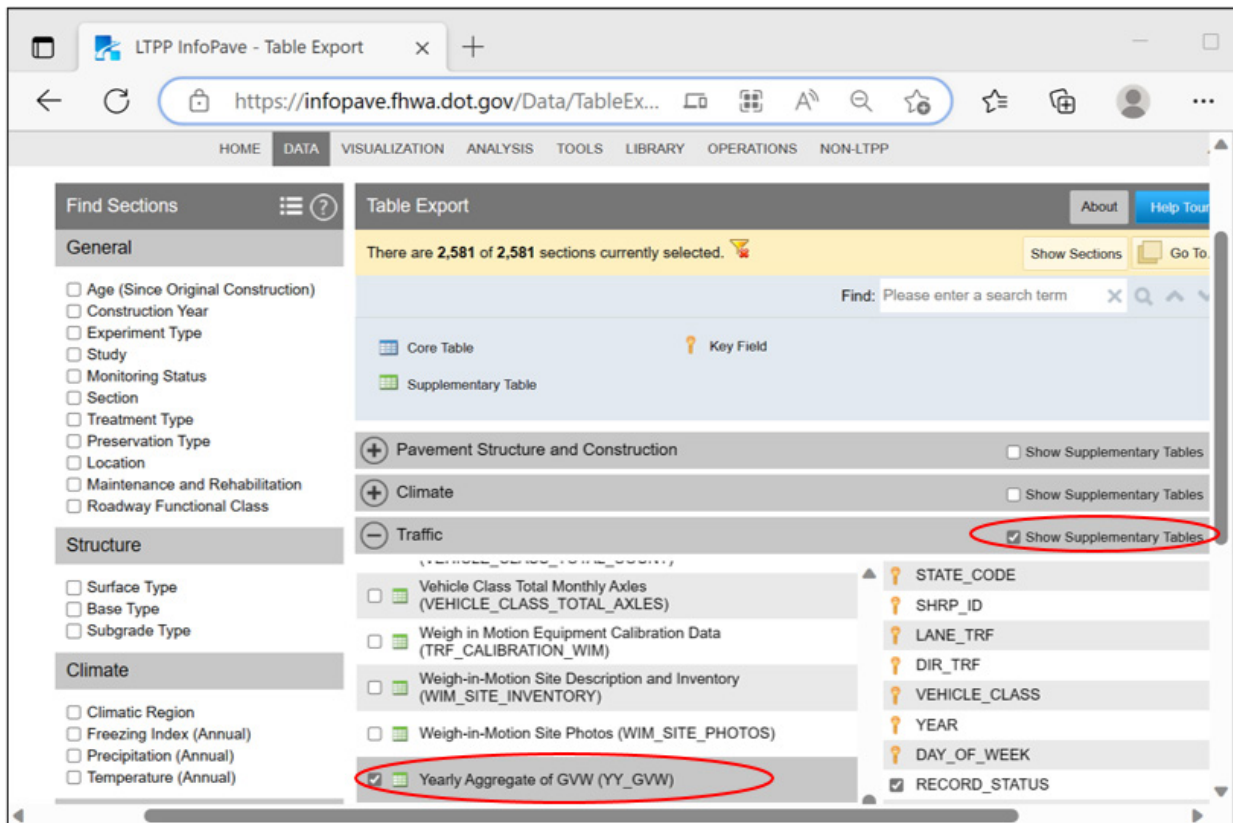 LTPP InfoPave - Table Export
https://infopave.fhwa.dot.gov/Data/TableEx...
HOME DATA VISUALIZATION ANALYSIS TOOLS LIBRARY OPERATIONS NON-LTPP
Find Sections
General
Age (Since Original Construction)
Construction Year
Experiment Type
Study
Monitoring Status
Section
Treatment Type
Preservation Type
Location
Maintenance and Rehabilitation
Roadway Functional Class
Structure
Surface Type
Base Type
Subgrade Type
Climate
Climatic Region
Freezing Index (Annual)
Precipitation (Annual)
Temperature (Annual)
Table Export
About
Help Tour
There are 2,581 of 2,581 sections currently selected.
Show Sections
Go To.
Find: Please enter a search term
Core Table
Key Field
Supplementary Table
Pavement Structure and Construction
Show Supplementary Tables
Climate
Show Supplementary Tables
Traffic
Show Supplementary Tables
(VEHICLE_CLASS_TOTAL_COUNT)
Vehicle Class Total Monthly Axles
(VEHICLE_CLASS_TOTAL_AXLES)
Weigh in Motion Equipment Calibration Data
(TRF_CALIBRATION_WIM)
Weigh-in-Motion Site Description and Inventory
(WIM_SITE_INVENTORY)
Weigh-in-Motion Site Photos (WIM_SITE_PHOTOS)
Yearly Aggregate of GVW (YY_GVW)
STATE_CODE
SHRP_ID
LANE_TRF
DIR_TRF
VEHICLE_CLASS
YEAR
DAY_OF_WEEK
RECORD_STATUS